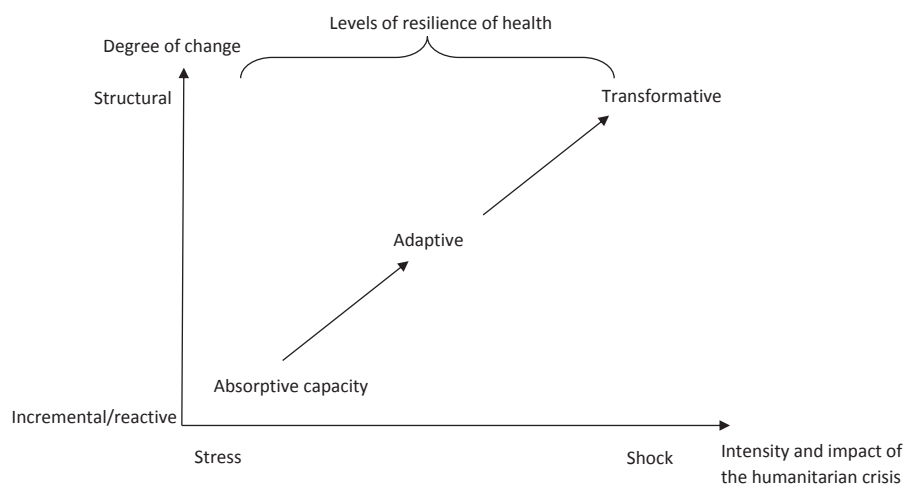 Levels of resilience of health
Degree of change
Structural
Transformative
Adaptive
Absorptive capacity
Incremental/reactive
Stress
Shock
Intensity and impact of
the humanitarian crisis